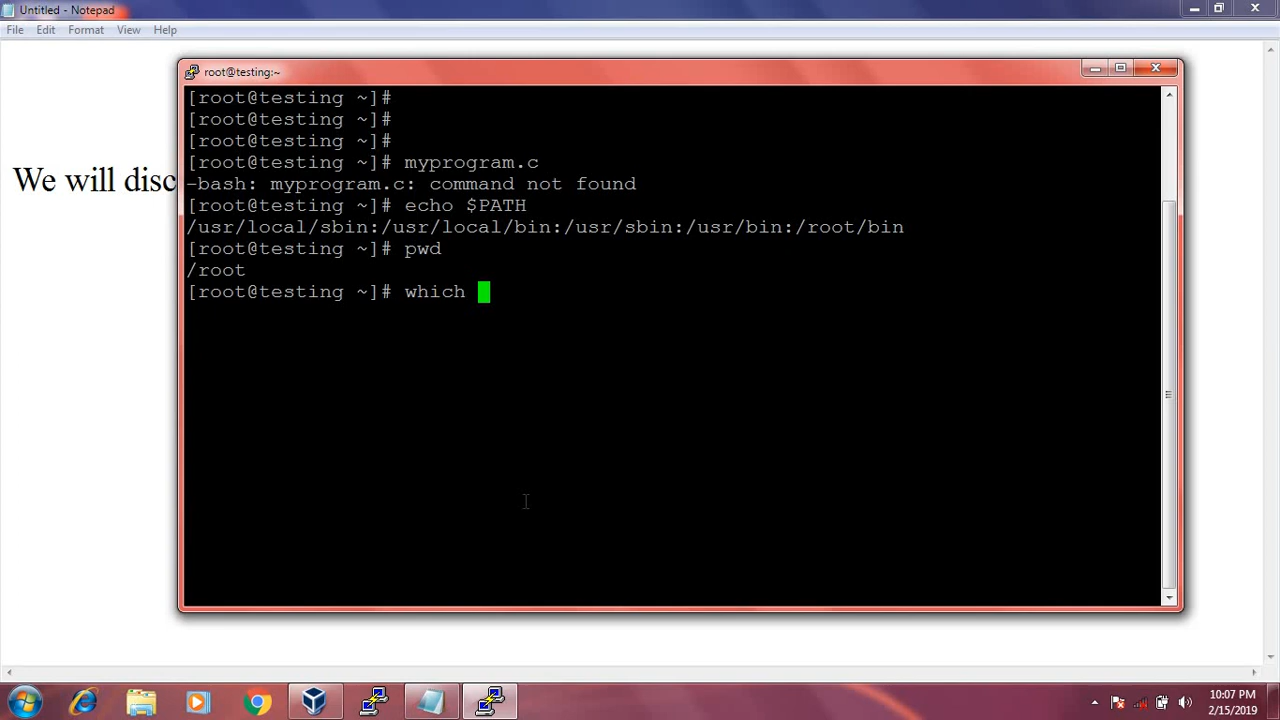 Untitled - Notepad
File Edit Format View Help
root@testing:~
[root@testing ~]#
[root@testing ~]#
[root@testing ~]#
[root@testing ~]# myprogram.c
-bash: myprogram.c: command not found
[root@testing ~]# echo $PATH
/usr/local/sbin:/usr/local/bin:/usr/sbin:/usr/bin:/root/bin
[root@testing ~]# pwd
/root
[root@testing ~]# which
We will disc
10:07 PM
2/15/2019